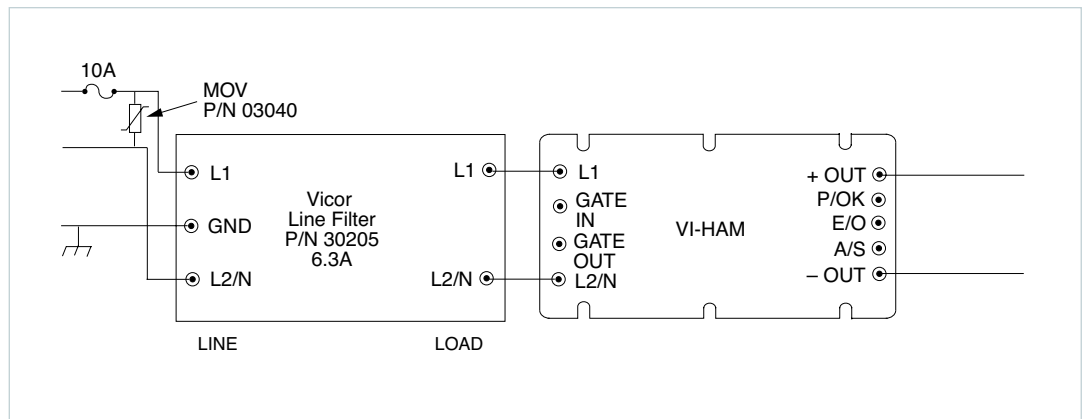 10A
MOV
P/N 03040
L1
GND
L2/N
Vicor
Line Filter
P/N 30205
6.3A
L1
L2/N
LINE
LOAD
L1
GATE
IN
GATE
OUT
L2/N
VI-HAM
+ OUT
P/OK
E/O
A/S
– OUT